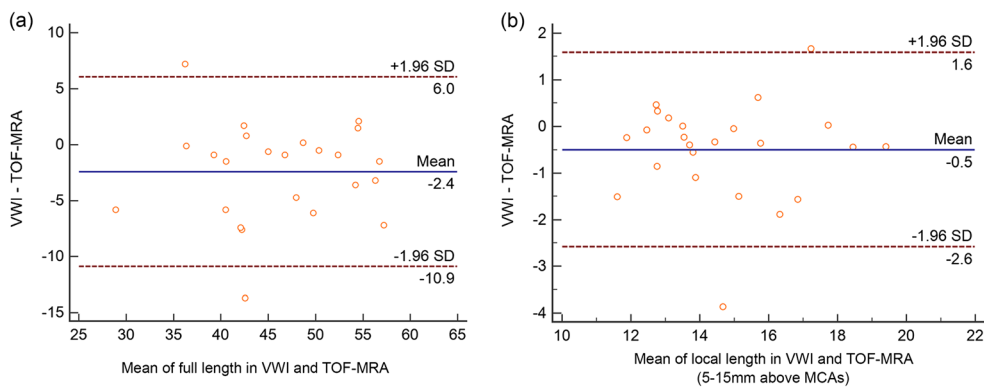 (a)
10
5
0
-5
-10
-15
VWI - TOF-MRA
+1.96 SD
6.0
Mean
-2.4
-1.96 SD
-10.9
25 30 35 40 45 50 55 60 65
Mean of full length in VWI and TOF-MRA
(b)
2
1
0
-1
-2
-3
-4
VWI - TOF-MRA
+1.96 SD
1.6
Mean
-0.5
-1.96 SD
-2.6
10 12 14 16 18 20 22
Mean of local length in VWI and TOF-MRA
(5-15mm above MCAs)